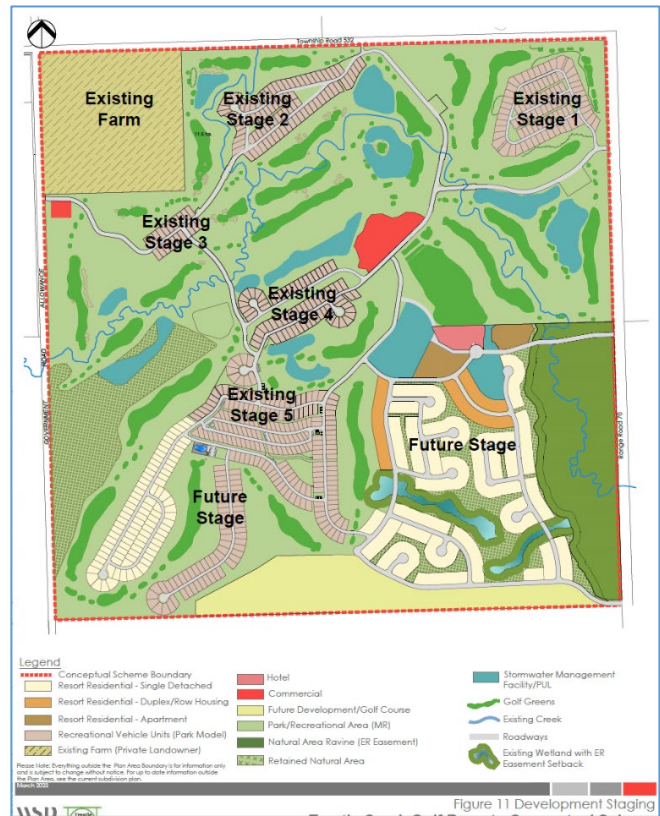 Township Road 532
Existing
Farm
Existing
Stage 2
Existing
Stage 1
Existing
Stage 3
Existing
Stage 4
Existing
Stage 5
Future Stage
Future
Stage
GOVERNMENT ROAD ALLOWANCE
Range Road 70
Legend
Conceptual Scheme Boundary
Resort Residential - Single Detached
Resort Residential - Duplex/Row Housing
Resort Residential - Apartment
Recreational Vehicle Units (Park Model)
Existing Farm (Private Landowner)
Hotel
Commercial
Future Development/Golf Course
Park/Recreational Area (MR)
Natural Area Ravine (ER Easement)
Retained Natural Area
Stormwater Management
Facility/PUL
Golf Greens
Existing Creek
Roadways
Existing Wetland with ER
Easement Setback
Please Note: Everything outside the Plan Area Boundary is for information only
and is subject to change without notice. For up to date information outside
the Plan Area, see the current subdivision plan.
Figure 11 Development Staging